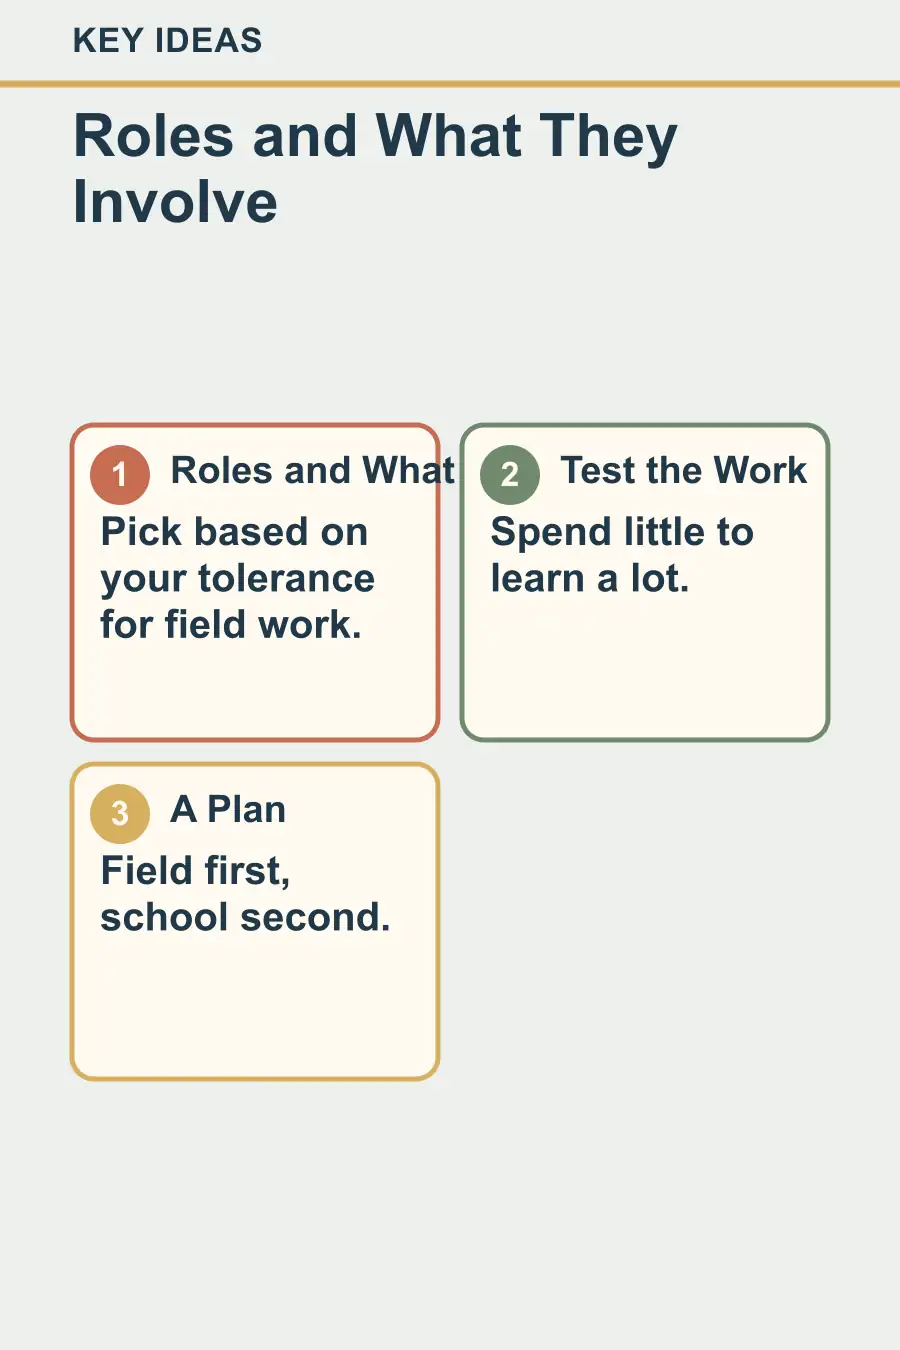 KEY IDEAS
Roles and What They
Involve
1 Roles and What
Pick based on
your tolerance
for field work.
2 Test the Work
Spend little to
learn a lot.
3 A Plan
Field first,
school second.